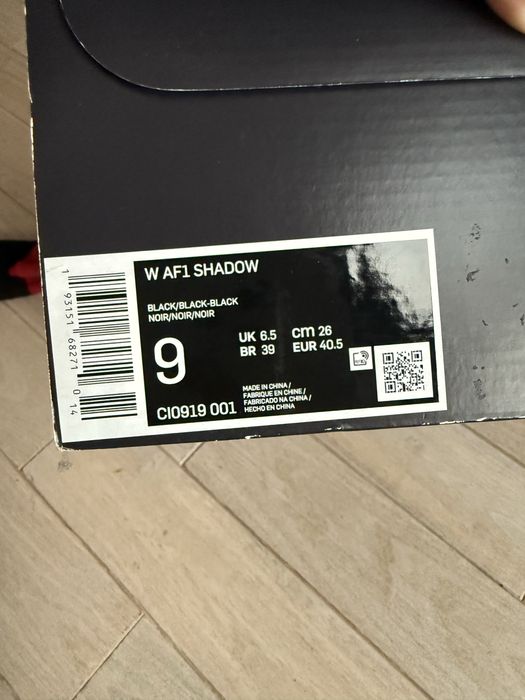 W AF1 SHADOW
BLACK/BLACK-BLACK
NOIR/NOIR/NOIR
9
UK 6.5 cm 26
BR 39 EUR 40.5
CI0919 001
MADE IN CHINA /
FABRIQUE EN CHINE /
FABRICADO NA CHINA /
HECHO EN CHINA
1 93151 68271 0 14